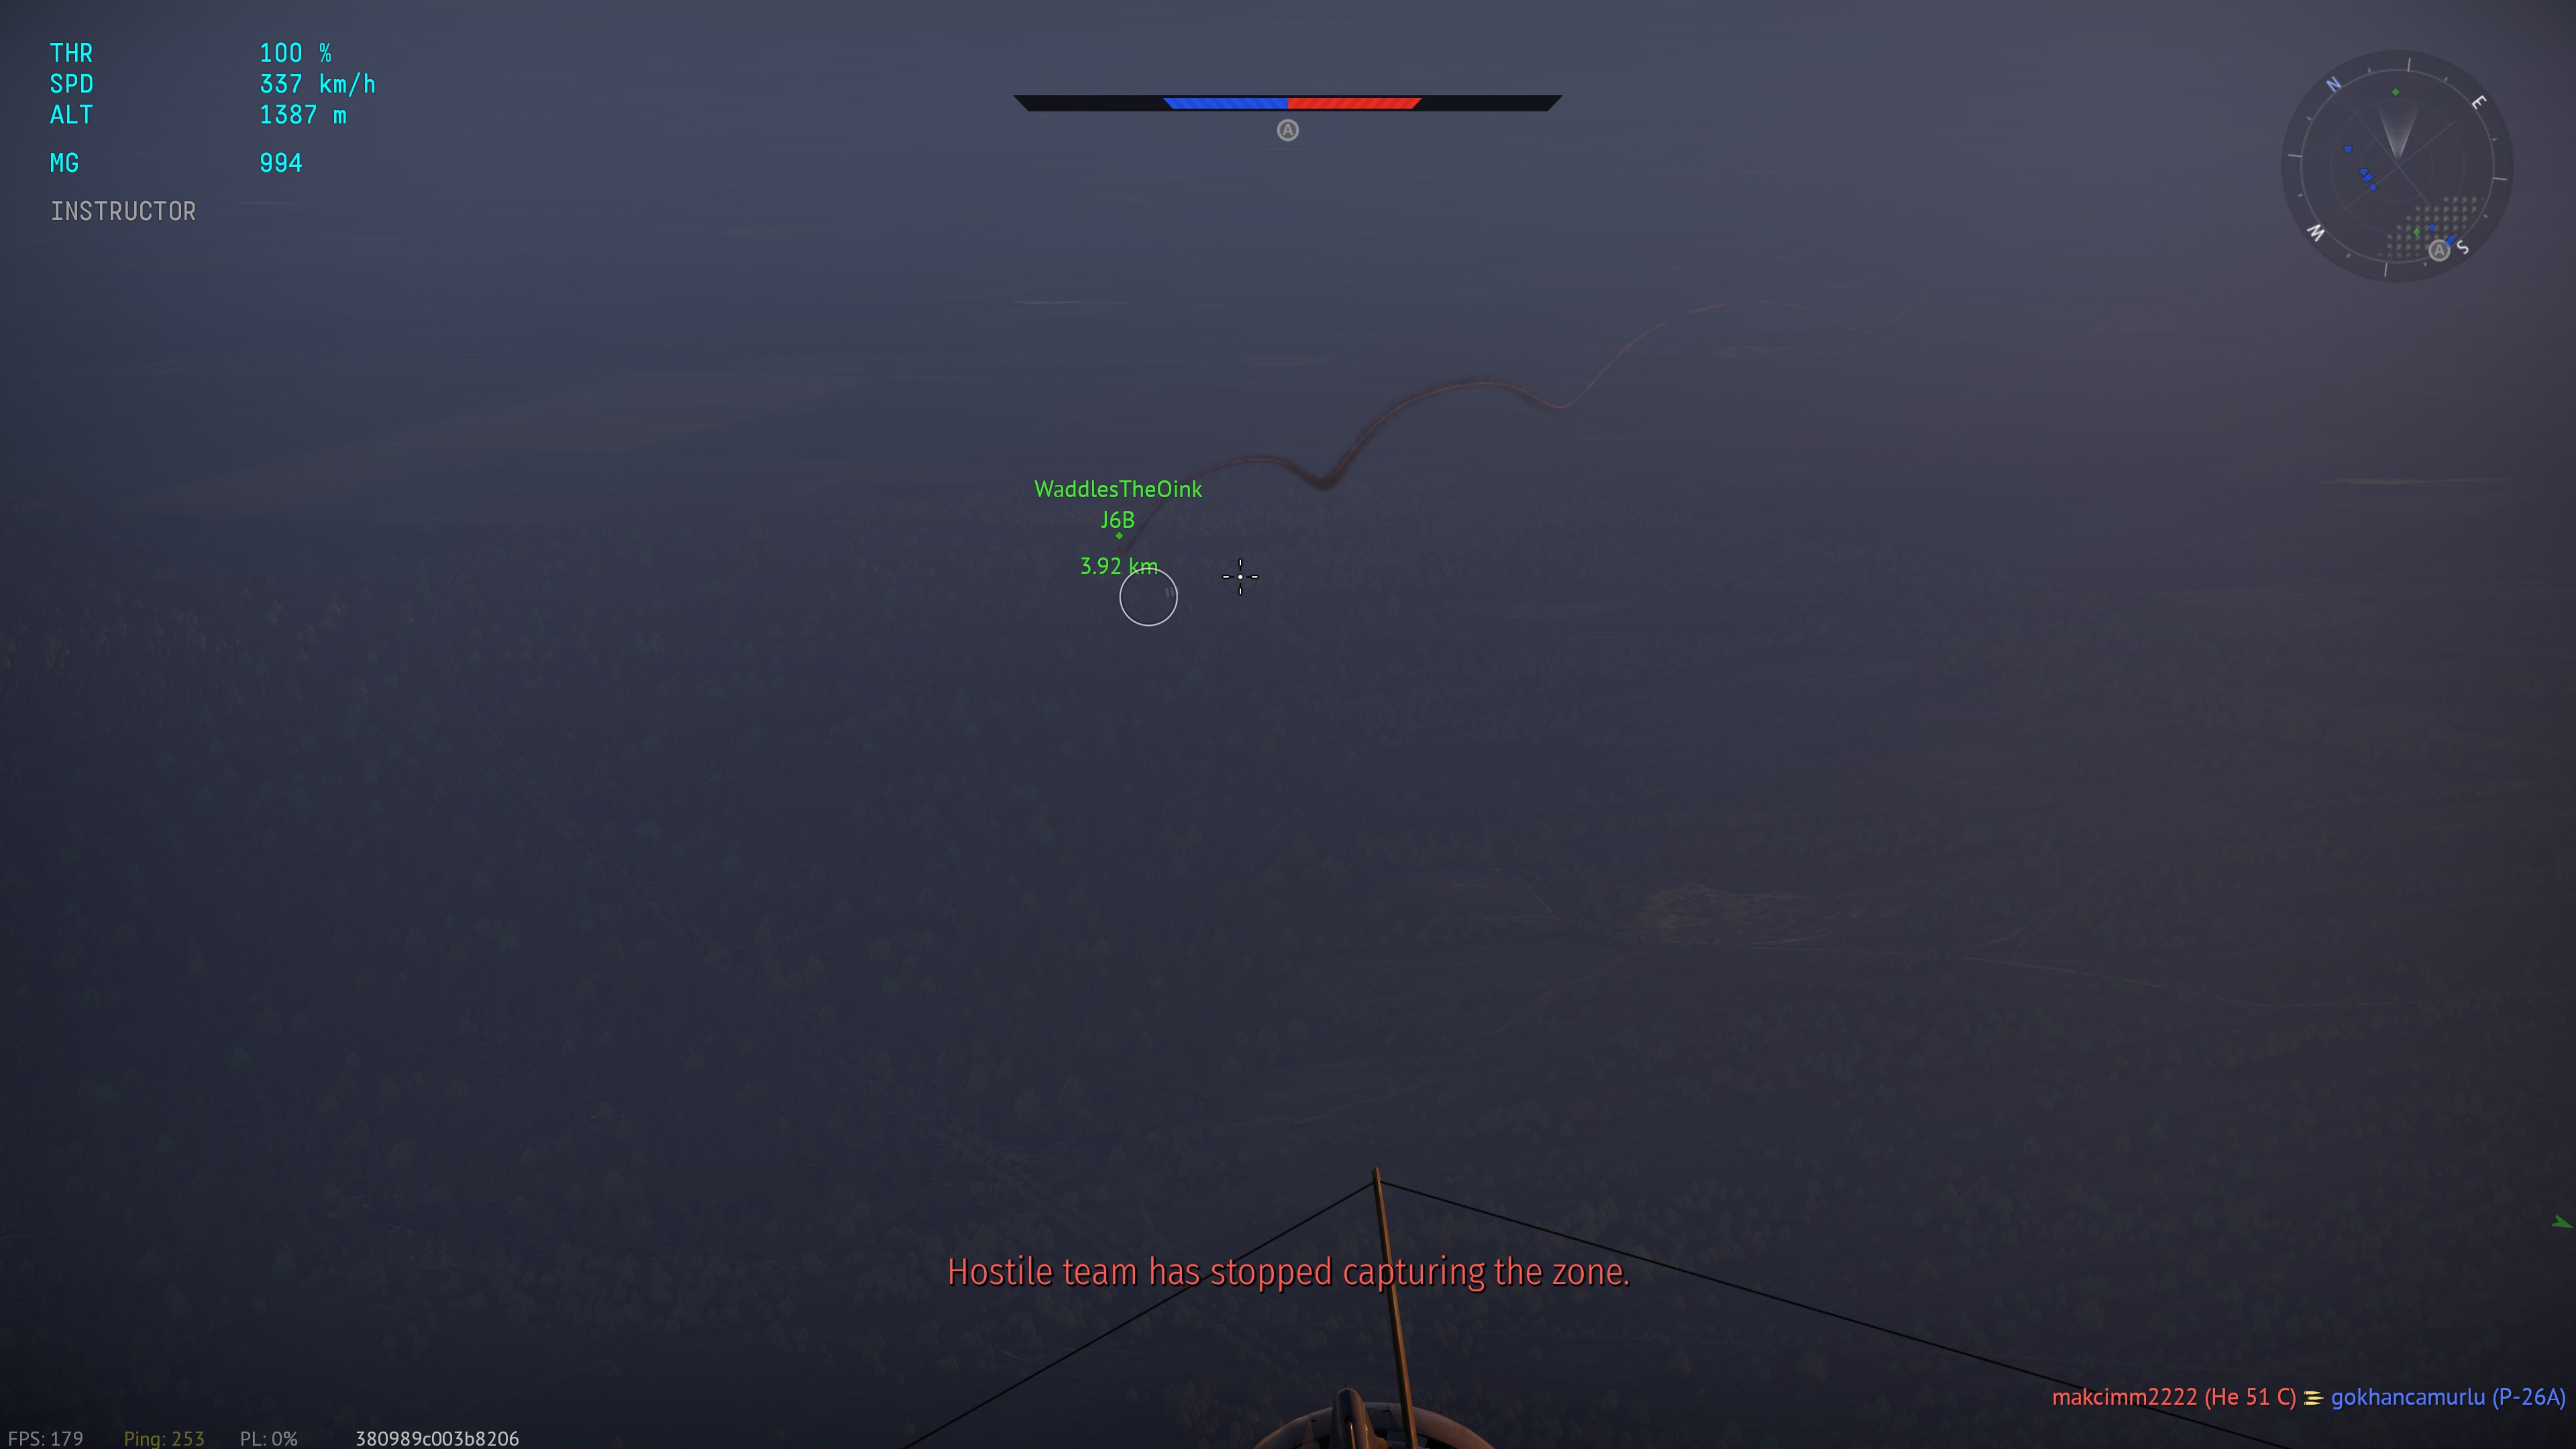 THR 100 %
SPD 337 km/h
ALT 1387 m
MG 994
INSTRUCTOR
A
N
E
W
S
A
WaddlesTheOink
J6B
3.92 km
Hostile team has stopped capturing the zone.
makcimm2222 (He 51 C) gokhancamurlu (P-26A)
FPS: 179 Ping: 253 PL: 0% 380989c003b8206